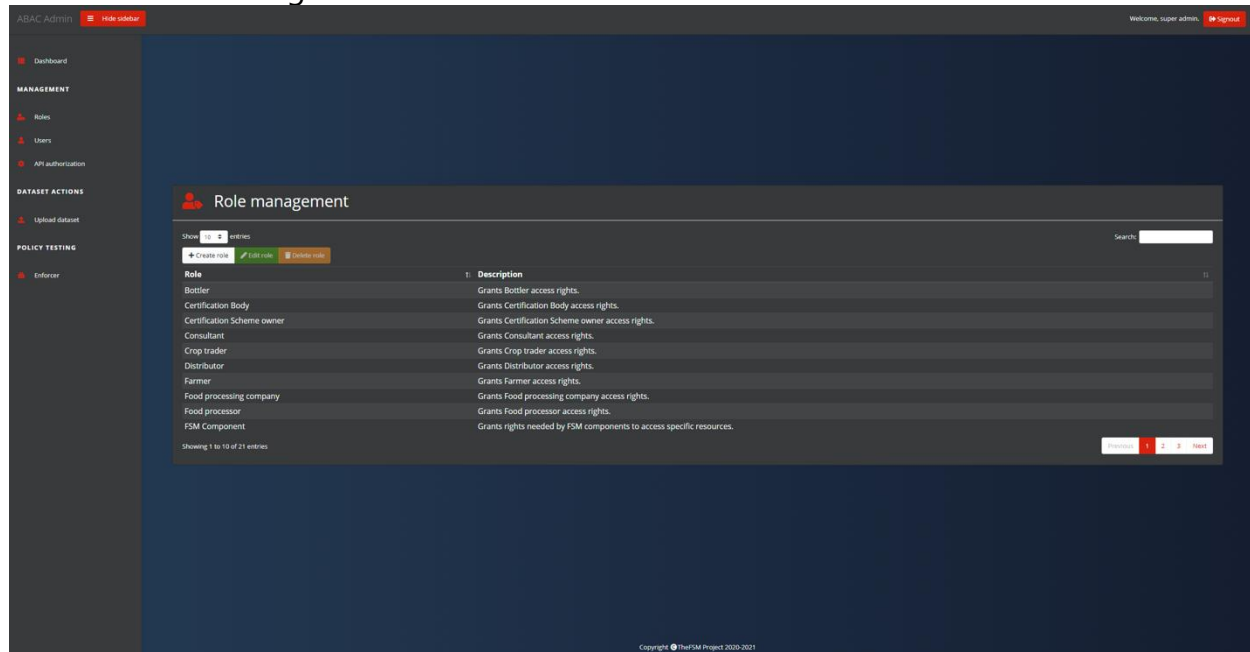 ABAC Admin Hide sidebar Welcome, super admin. Signout
Dashboard
MANAGEMENT
Roles
Users
API authorization
DATASET ACTIONS
Upload dataset
POLICY TESTING
Enforcer
Role management
Show 10 entries Search:
+ Create role Edit role Delete role
Role Description
Bottler Grants Bottler access rights.
Certification Body Grants Certification Body access rights.
Certification Scheme owner Grants Certification Scheme owner access rights.
Consultant Grants Consultant access rights.
Crop trader Grants Crop trader access rights.
Distributor Grants Distributor access rights.
Farmer Grants Farmer access rights.
Food processing company Grants Food processing company access rights.
Food processor Grants Food processor access rights.
FSM Component Grants rights needed by FSM components to access specific resources.
Showing 1 to 10 of 21 entries Previous 1 2 3 Next
Copyright © TheFSM Project 2020-2021